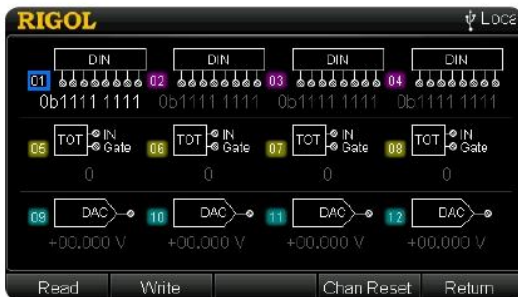 RIGOL Loca
DIN DIN DIN DIN
01 02 03 04
0b1111 1111 0b1111 1111 0b1111 1111 0b1111 1111
05 TOT IN Gate 06 TOT IN Gate 07 TOT IN Gate 08 TOT IN Gate
0 0 0 0
09 DAC 10 DAC 11 DAC 12 DAC
+00.000 V +00.000 V +00.000 V +00.000 V
Read Write Chan Reset Return